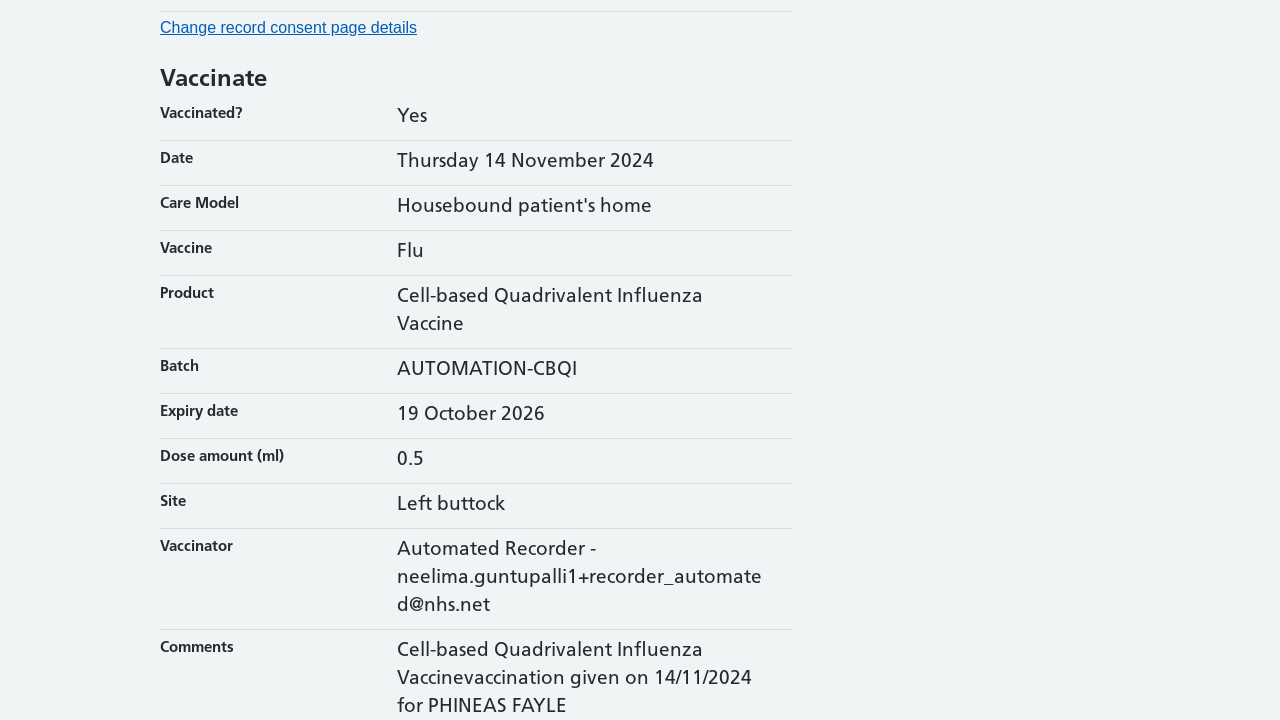 Change record consent page details
Vaccinate
Vaccinated? Yes
Date Thursday 14 November 2024
Care Model Housebound patient's home
Vaccine Flu
Product Cell-based Quadrivalent Influenza
Vaccine
Batch AUTOMATION-CBQI
Expiry date 19 October 2026
Dose amount (ml) 0.5
Site Left buttock
Vaccinator Automated Recorder -
neelima.guntupalli1+recorder_automate
d@nhs.net
Comments Cell-based Quadrivalent Influenza
Vaccinevaccination given on 14/11/2024
for PHINEAS FAYLE